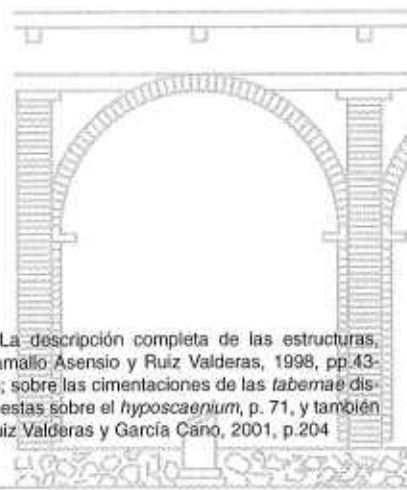 La descripción completa de las estructuras,
amallo Asensio y Ruiz Valderas, 1998, pp.43-
; sobre las cimentaciones de las tabernae dis-
estas sobre el hyposcaenium, p. 71, y también
uiz Valderas y García Cano, 2001, p.204